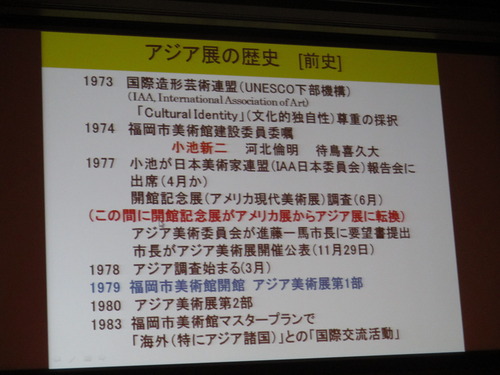 アジア展の歴史 [前史]
1973 国際造形芸術連盟(UNESCO下部機構)
(IAA, International Association of Art)
「Cultural Identity」(文化的独自性)尊重の採択
1974 福岡市美術館建設委員委嘱
小池新二 河北倫明 待鳥喜久大
1977 小池が日本美術家連盟(IAA日本委員会)報告会に
出席(4月か)
開館記念展(アメリカ現代美術展)調査(6月)
(この間に開館記念展がアメリカ展からアジア展に転換)
アジア美術委員会が進藤一馬市長に要望書提出
市長がアジア美術展開催公表(11月29日)
1978 アジア調査始まる(3月)
1979 福岡市美術館開館 アジア美術展第1部
1980 アジア美術展第2部
1983 福岡市美術館マスタープランで
「海外(特にアジア諸国)」との「国際交流活動」